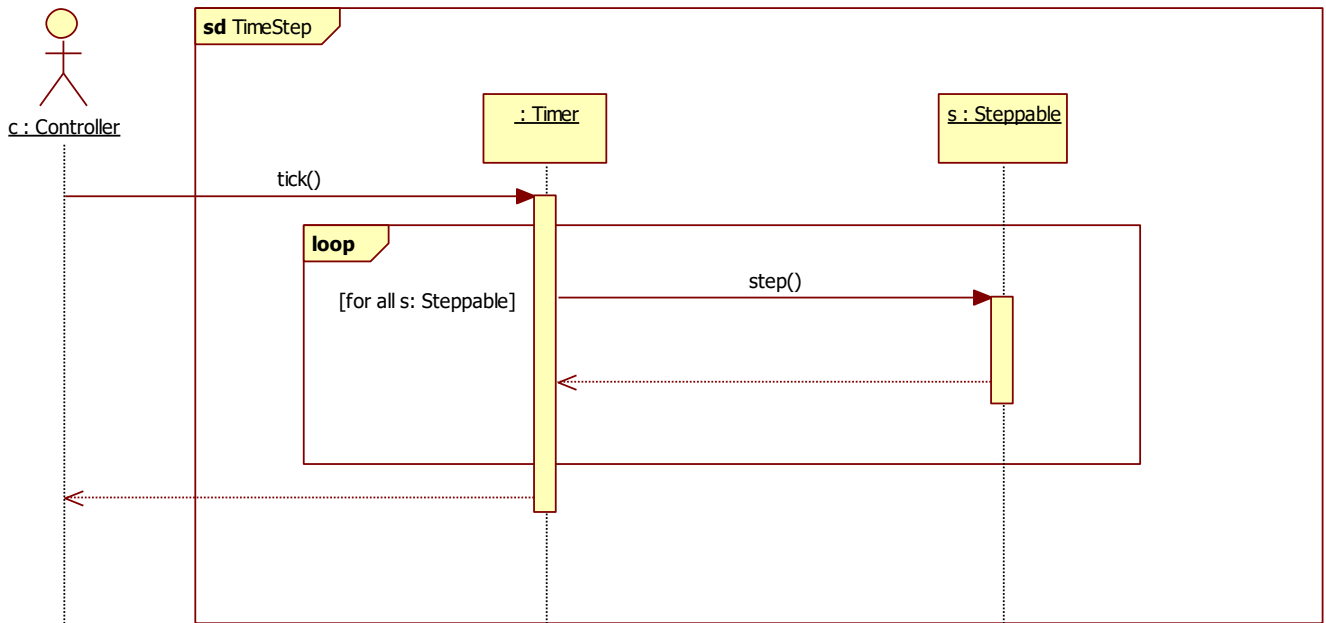 sd TimeStep
c : Controller
: Timer
s : Steppable
tick()
loop
step()
[for all s: Steppable]